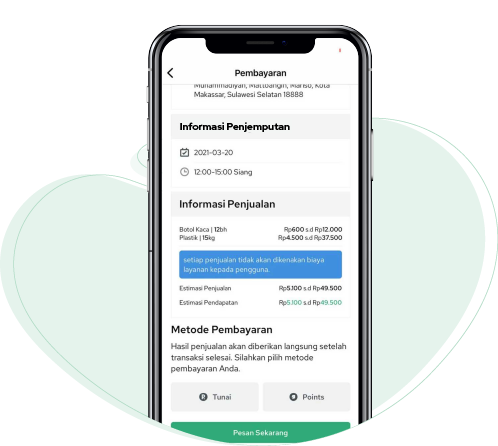 Pembayaran
Muhammadiyah, Mattoangin, Mariso, Kota
Makassar, Sulawesi Selatan 18888
Informasi Penjemputan
2021-03-20
12:00-15:00 Siang
Informasi Penjualan
Botol Kaca | 12bh Rp600 s.d Rp12.000
Plastik | 15kg Rp4.500 s.d Rp37.500
setiap penjualan tidak akan dikenakan biaya
layanan kepada pengguna.
Estimasi Penjualan Rp5.100 s.d Rp49.500
Estimasi Pendapatan Rp5.100 s.d Rp49.500
Metode Pembayaran
Hasil penjualan akan diberikan langsung setelah
transaksi selesai. Silahkan pilih metode
pembayaran Anda.
Tunai Points
Pesan Sekarang